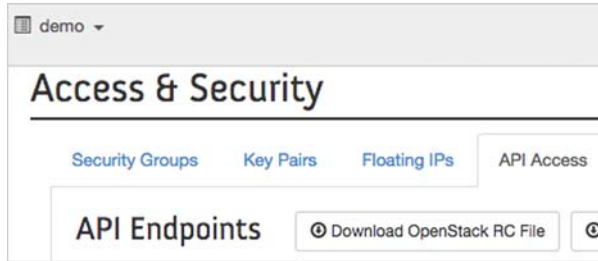 demo
Access & Security
Security Groups Key Pairs Floating IPs API Access
API Endpoints Download OpenStack RC File